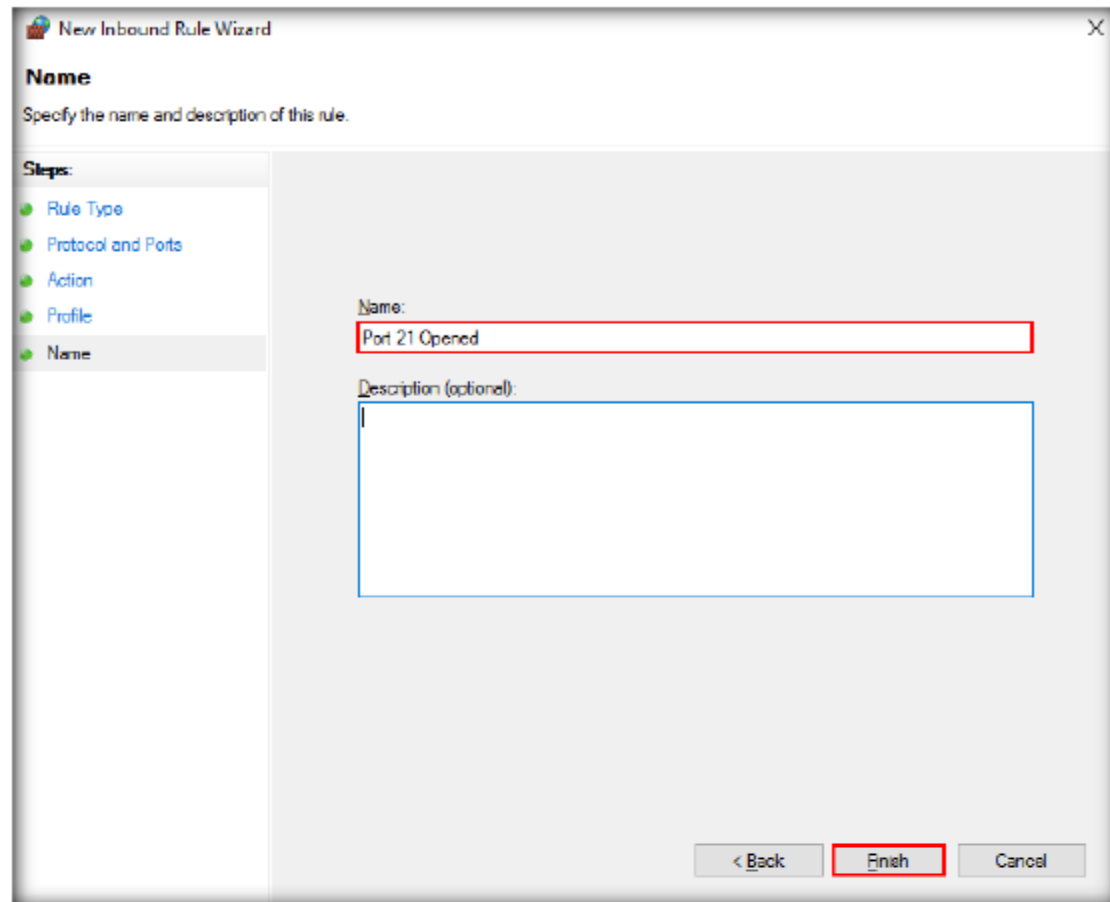 New Inbound Rule Wizard
Name
Specify the name and description of this rule.
Steps:
Rule Type
Protocol and Ports
Action
Profile
Name
Name:
Port 21 Opened
Description (optional):
< Back
Finish
Cancel